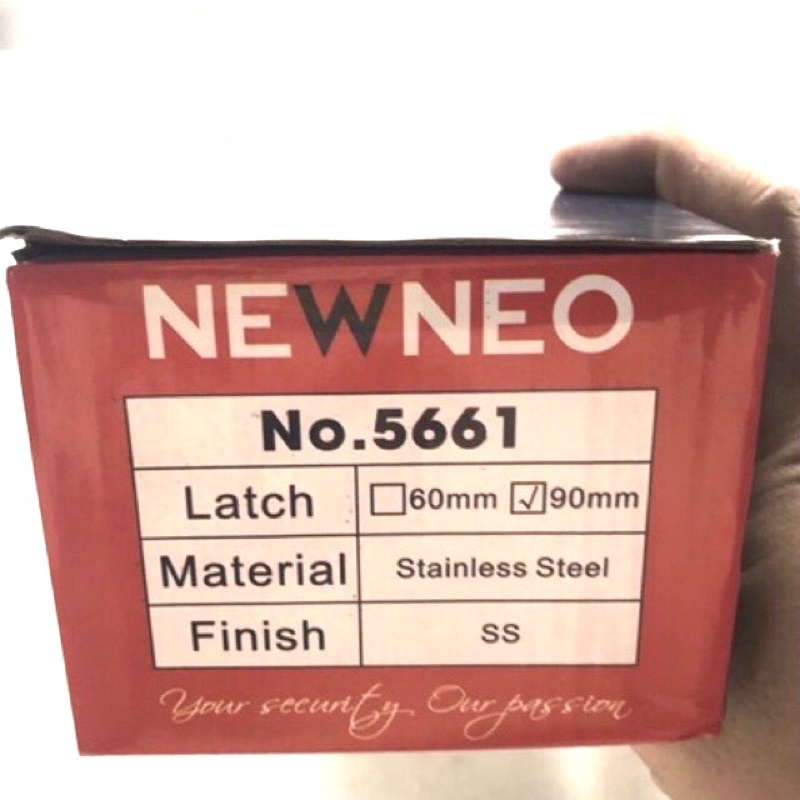 NEWNEO
No.5661
Latch ☐60mm ☑90mm
Material Stainless Steel
Finish SS
Your security Our passion